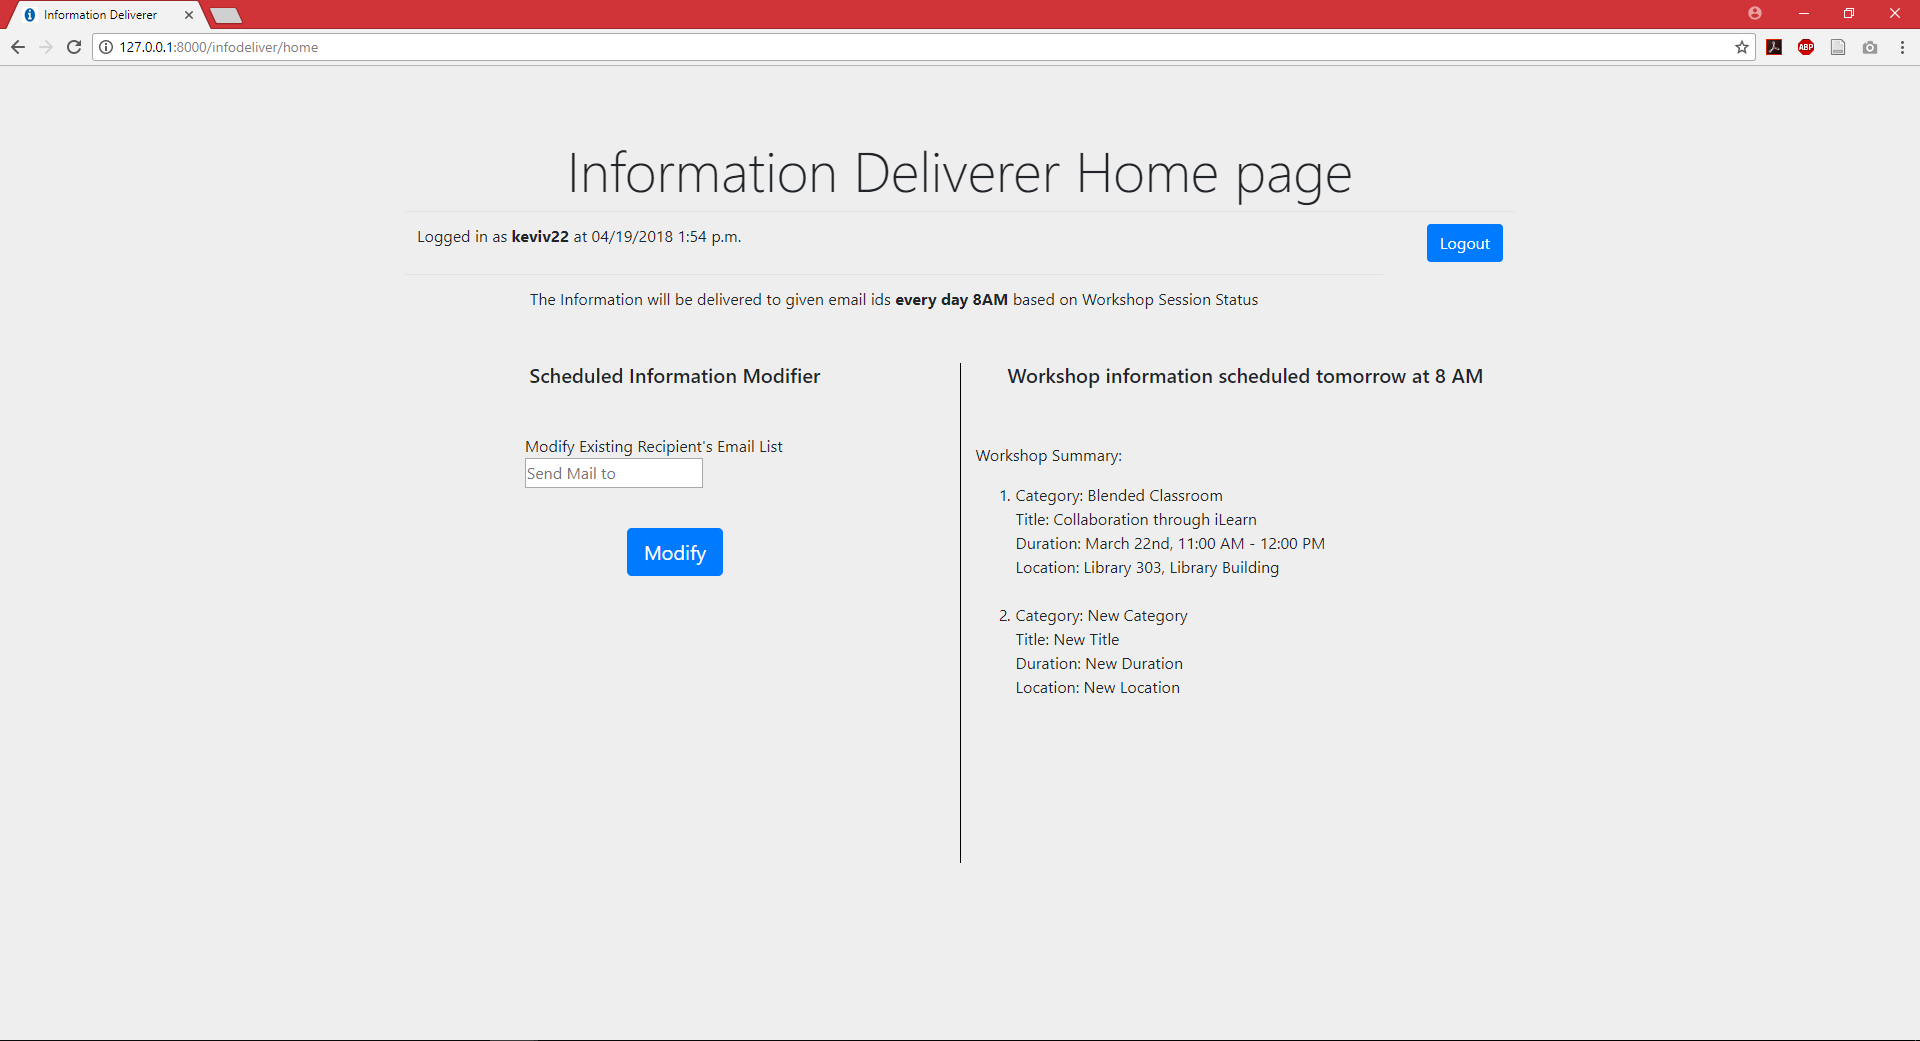 Information Deliverer
127.0.0.1:8000/infodeliver/home
ABP
Information Deliverer Home page
Logged in as keviv22 at 04/19/2018 1:54 p.m.
Logout
The Information will be delivered to given email ids every day 8AM based on Workshop Session Status
Scheduled Information Modifier
Modify Existing Recipient's Email List
Send Mail to
Modify
Workshop information scheduled tomorrow at 8 AM
Workshop Summary:
1. Category: Blended Classroom
Title: Collaboration through iLearn
Duration: March 22nd, 11:00 AM - 12:00 PM
Location: Library 303, Library Building
2. Category: New Category
Title: New Title
Duration: New Duration
Location: New Location